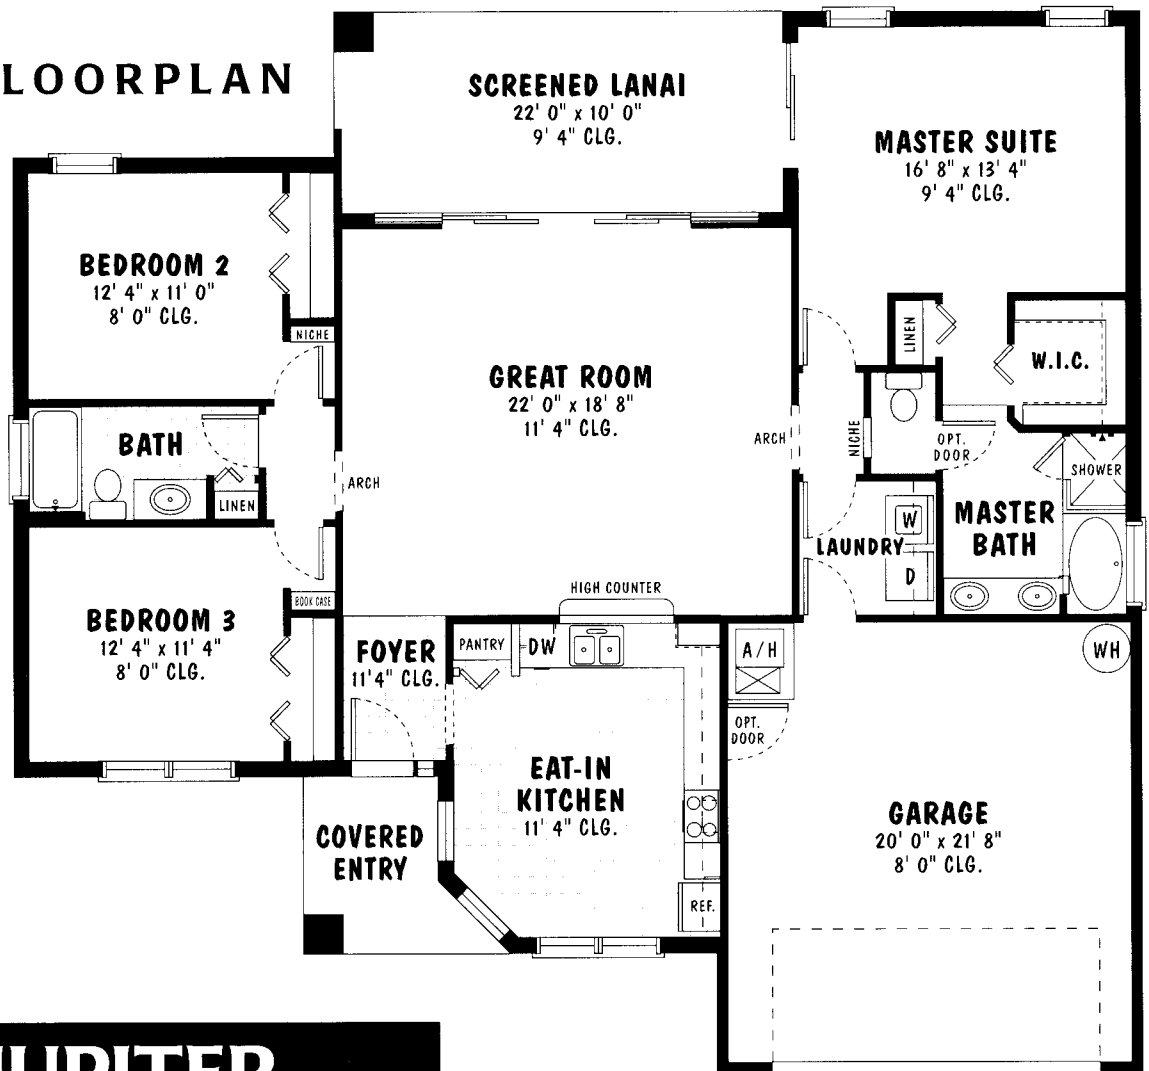 LOORPLAN
SCREENED LANAI
22' 0" x 10' 0"
9' 4" CLG.
MASTER SUITE
16' 8" x 13' 4"
9' 4" CLG.
BEDROOM 2
12' 4" x 11' 0"
8' 0" CLG.
NICHE
LINEN
W.I.C.
GREAT ROOM
22' 0" x 18' 8"
11' 4" CLG.
ARCH
NICHE
OPT.
DOOR
SHOWER
BATH
LINEN
ARCH
MASTER
BATH
LAUNDRY
W
D
HIGH COUNTER
BOOK CASE
BEDROOM 3
12' 4" x 11' 4"
8' 0" CLG.
FOYER
11'4" CLG.
PANTRY
DW
A/H
WH
OPT.
DOOR
EAT-IN
KITCHEN
11' 4" CLG.
COVERED
ENTRY
GARAGE
20' 0" x 21' 8"
8' 0" CLG.
REF.
JUPITER